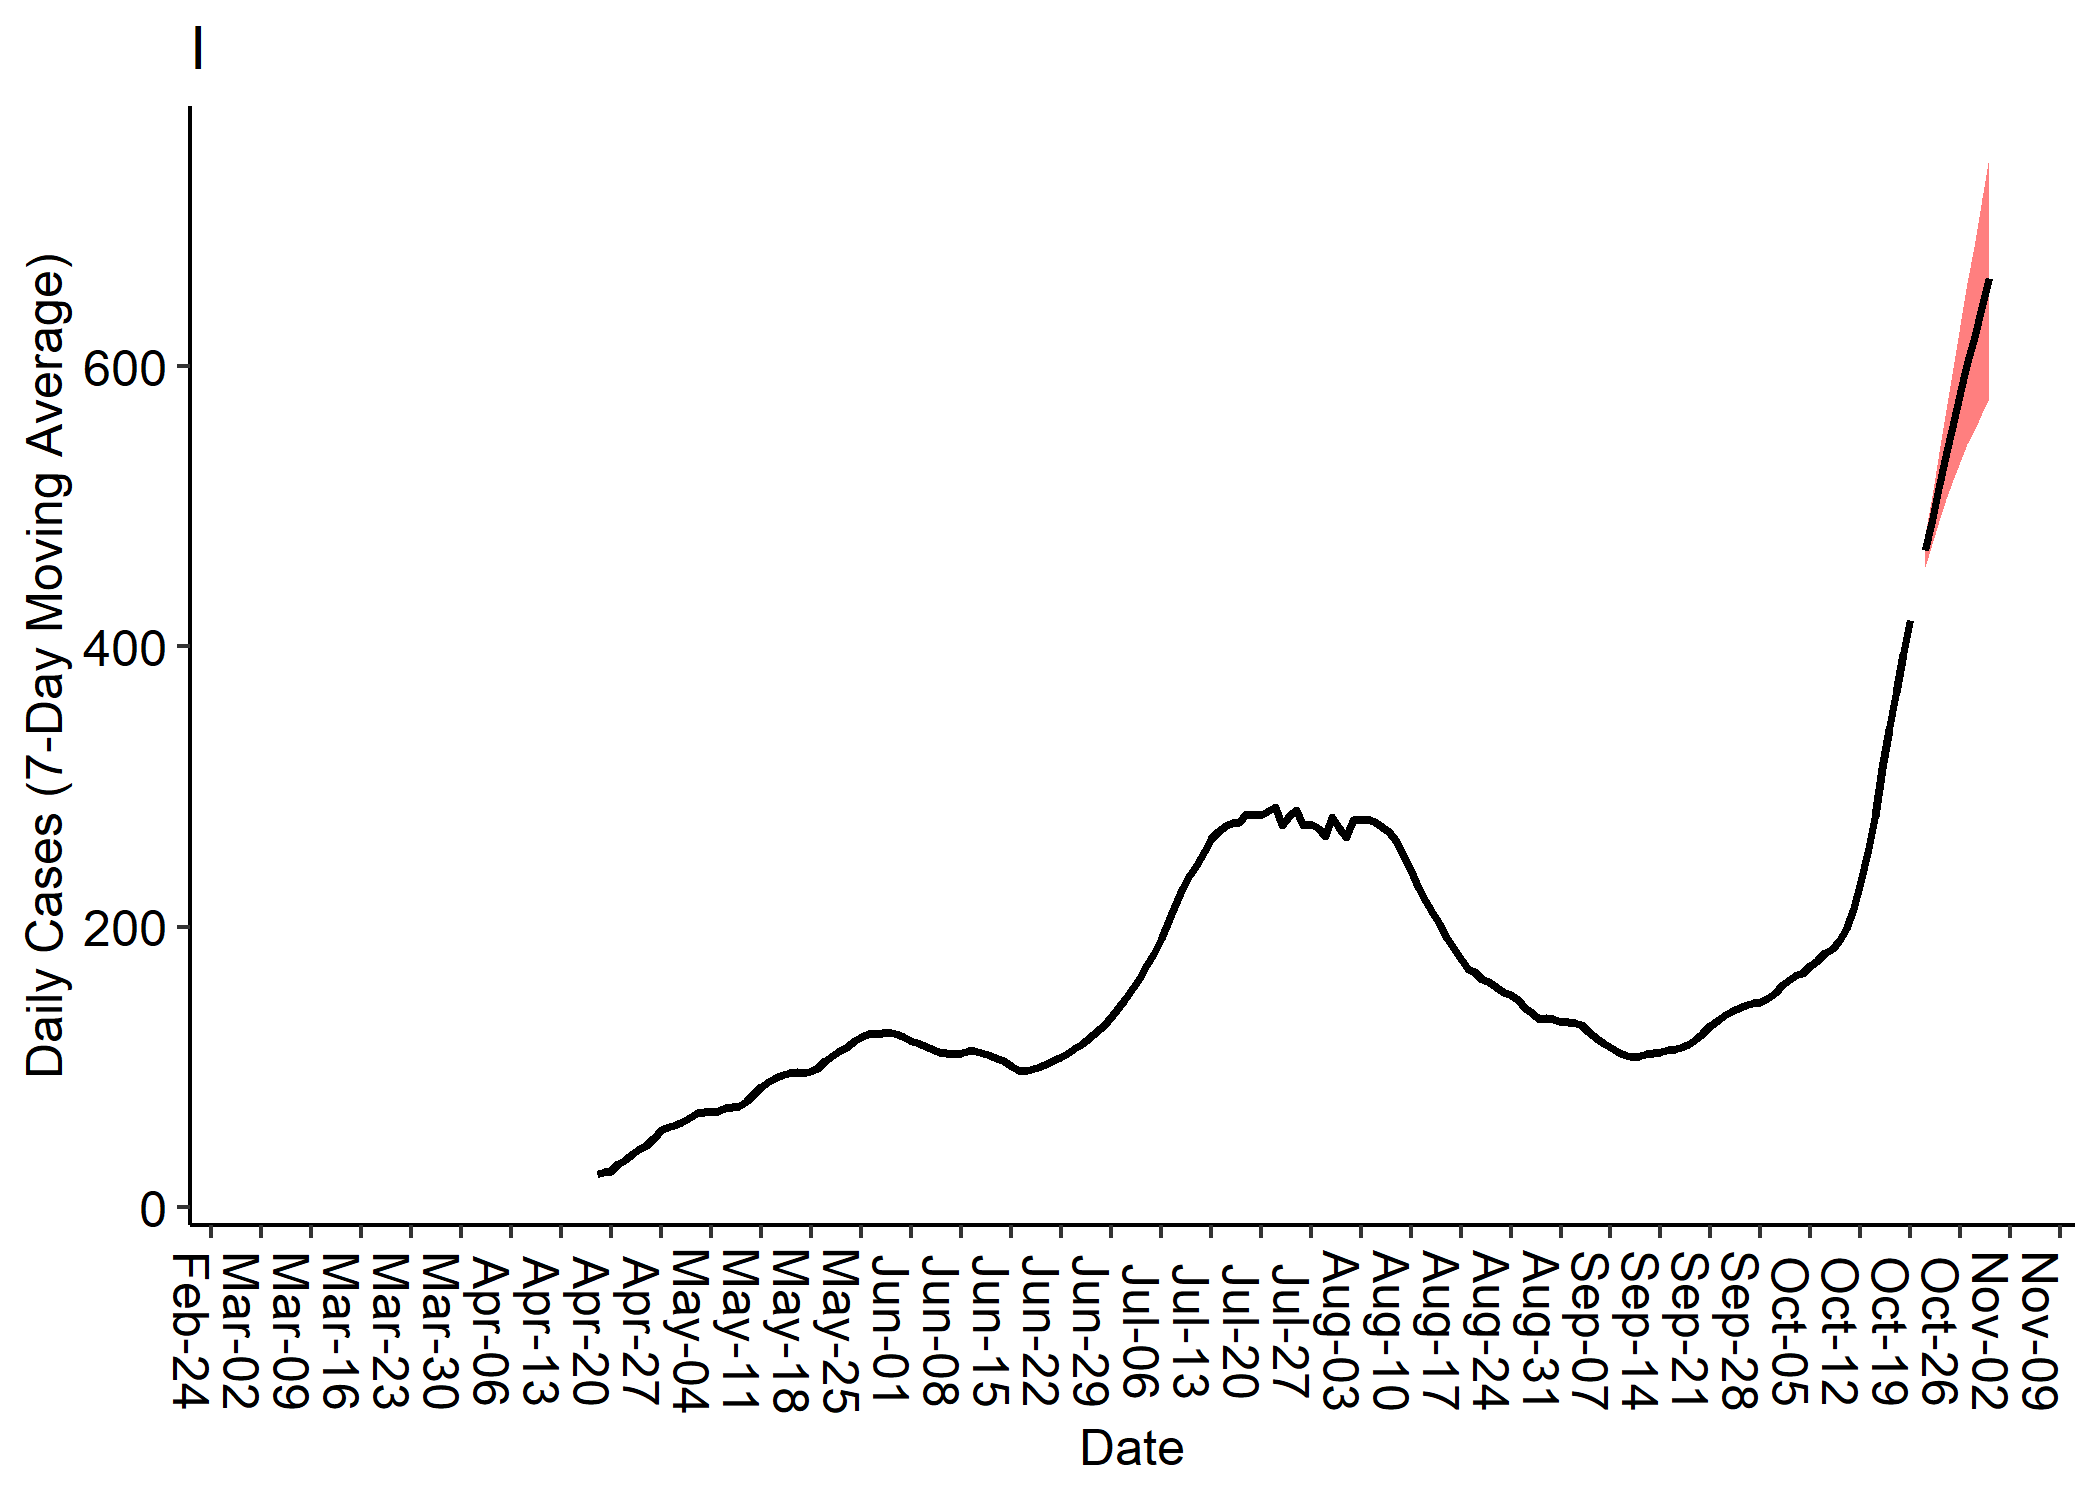 I
Daily Cases (7-Day Moving Average)
600
400
200
0
Feb-24
Mar-02
Mar-09
Mar-16
Mar-23
Mar-30
Apr-06
Apr-13
Apr-20
Apr-27
May-04
May-11
May-18
May-25
Jun-01
Jun-08
Jun-15
Jun-22
Jun-29
Jul-06
Jul-13
Jul-20
Jul-27
Aug-03
Aug-10
Aug-17
Aug-24
Aug-31
Sep-07
Sep-14
Sep-21
Sep-28
Oct-05
Oct-12
Oct-19
Oct-26
Nov-02
Nov-09
Date